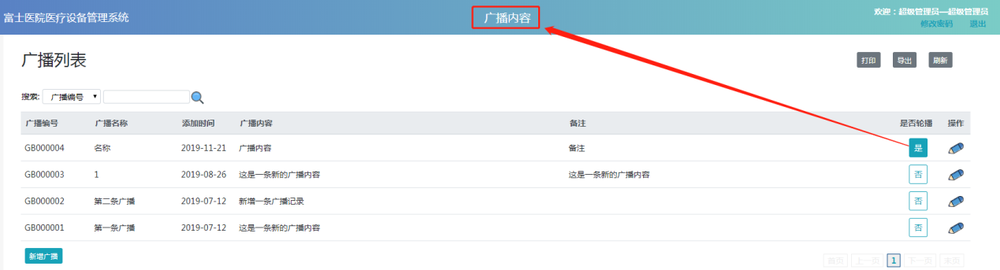 富士医院医疗设备管理系统
广播内容
欢迎：超级管理员—超级管理员
修改密码 退出
广播列表
打印 导出 刷新
搜索: 广播编号
广播编号 广播名称 添加时间 广播内容 备注 是否轮播 操作
GB000004 名称 2019-11-21 广播内容 备注 是
GB000003 1 2019-08-26 这是一条新的广播内容 这是一条新的广播内容 否
GB000002 第二条广播 2019-07-12 新增一条广播记录 否
GB000001 第一条广播 2019-07-12 这是一条新的广播内容 否
新增广播
首页 上一页 1 下一页 末页